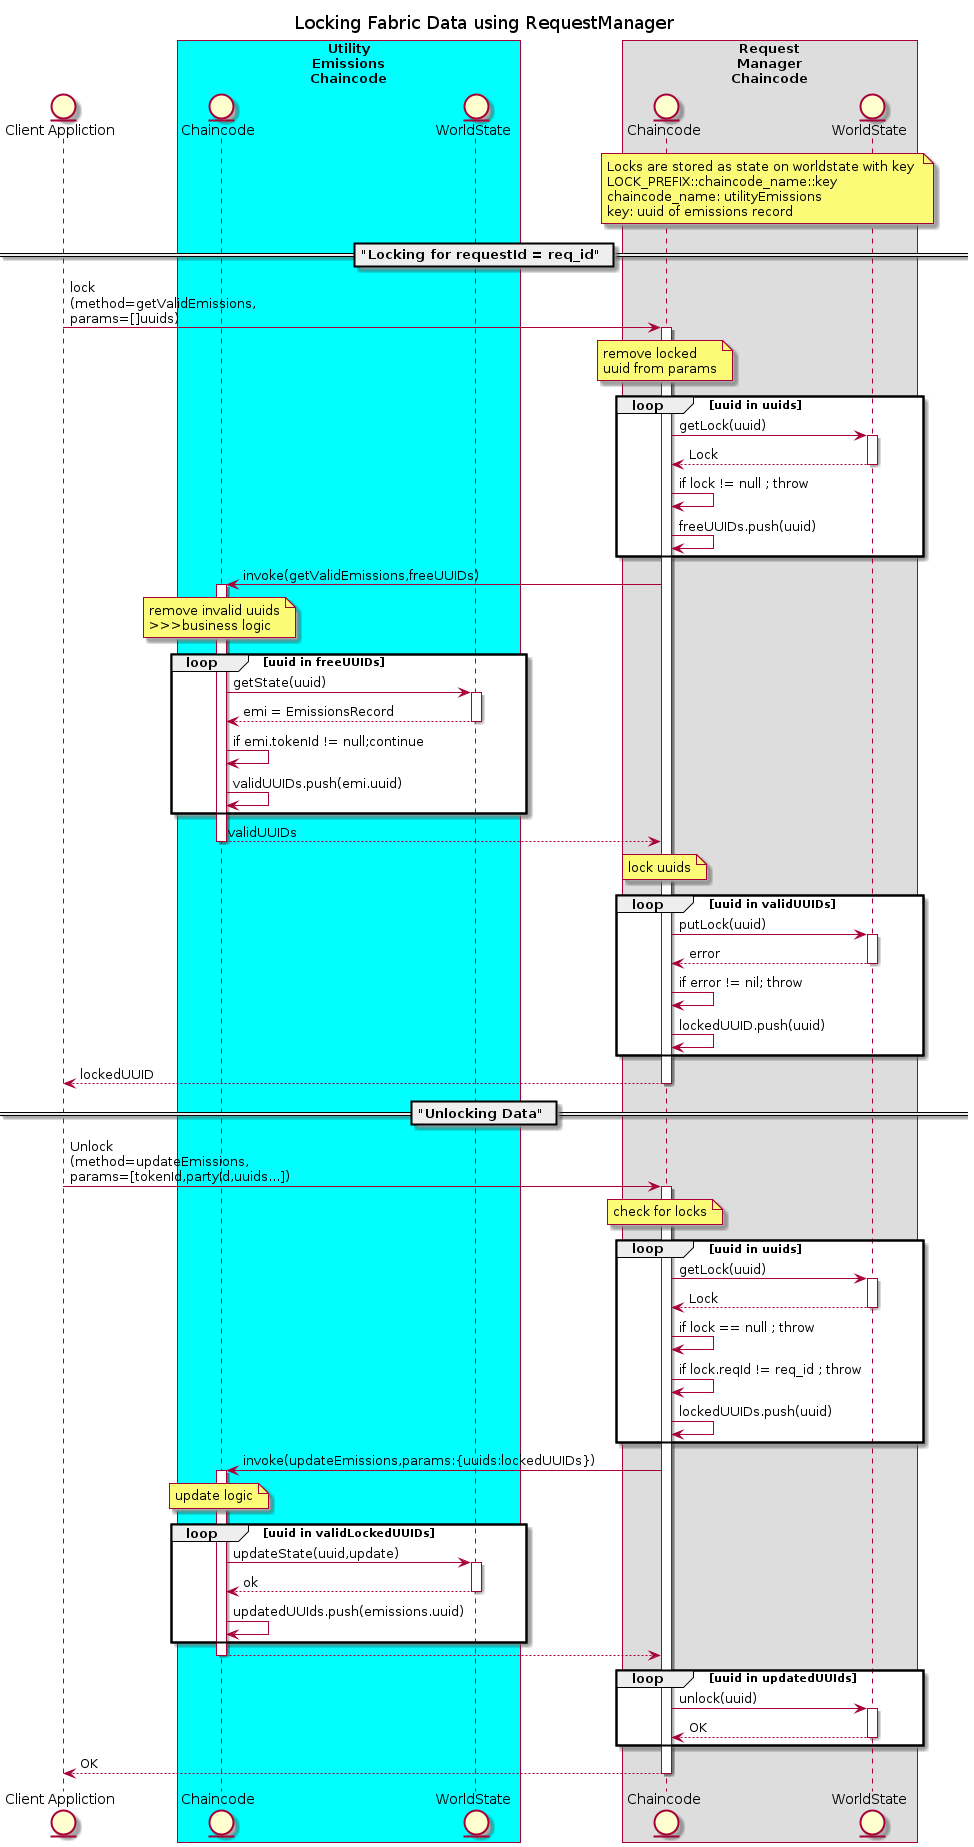 Locking Fabric Data using RequestManager
Utility
Emissions
Chaincode
Request
Manager
Chaincode
Client Appliction
Chaincode
WorldState
Chaincode
WorldState
Locks are stored as state on worldstate with key
LOCK_PREFIX::chaincode_name::key
chaincode_name: utilityEmissions
key: uuid of emissions record
"Locking for requestId = req_id"
lock
(method=getValidEmissions,
params=[]uuids)
remove locked
uuid from params
loop [uuid in uuids]
getLock(uuid)
Lock
if lock != null ; throw
freeUUIDs.push(uuid)
invoke(getValidEmissions,freeUUIDs)
remove invalid uuids
>>>business logic
loop [uuid in freeUUIDs]
getState(uuid)
emi = EmissionsRecord
if emi.tokenId != null;continue
validUUIDs.push(emi.uuid)
validUUIDs
lock uuids
loop [uuid in validUUIDs]
putLock(uuid)
error
if error != nil; throw
lockedUUID.push(uuid)
lockedUUID
"Unlocking Data"
Unlock
(method=updateEmissions,
params=[tokenId,partyId,uuids...])
check for locks
loop [uuid in uuids]
getLock(uuid)
Lock
if lock == null ; throw
if lock.reqId != req_id ; throw
lockedUUIDs.push(uuid)
invoke(updateEmissions,params:{uuids:lockedUUIDs})
update logic
loop [uuid in validLockedUUIDs]
updateState(uuid,update)
ok
updatedUUIds.push(emissions.uuid)
loop [uuid in updatedUUIds]
unlock(uuid)
OK
OK
Client Appliction
Chaincode
WorldState
Chaincode
WorldState